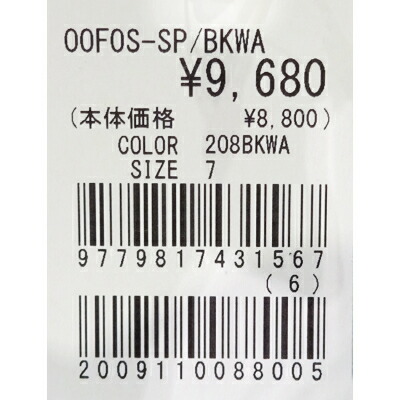 OOFOS-SP/BKWA
¥9,680
(本体価格 ¥8,800)
COLOR 208BKWA
SIZE 7
9779817431567
(6)
2009110088005